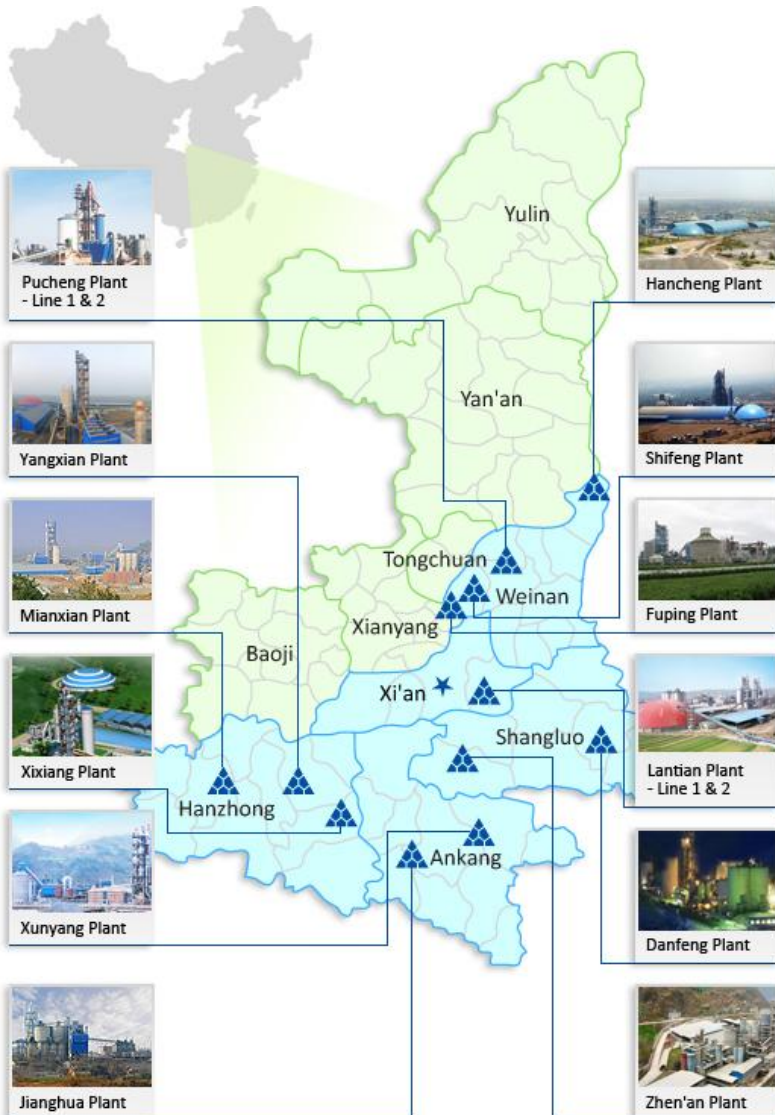 Yulin
Pucheng Plant
- Line 1 & 2
Hancheng Plant
Yan'an
Yangxian Plant
Shifeng Plant
Tongchuan
Weinan
Mianxian Plant
Xianyang
Fuping Plant
Baoji
Xi'an
Xixiang Plant
Shangluo
Lantian Plant
- Line 1 & 2
Hanzhong
Ankang
Xunyang Plant
Danfeng Plant
Jianghua Plant
Zhen'an Plant